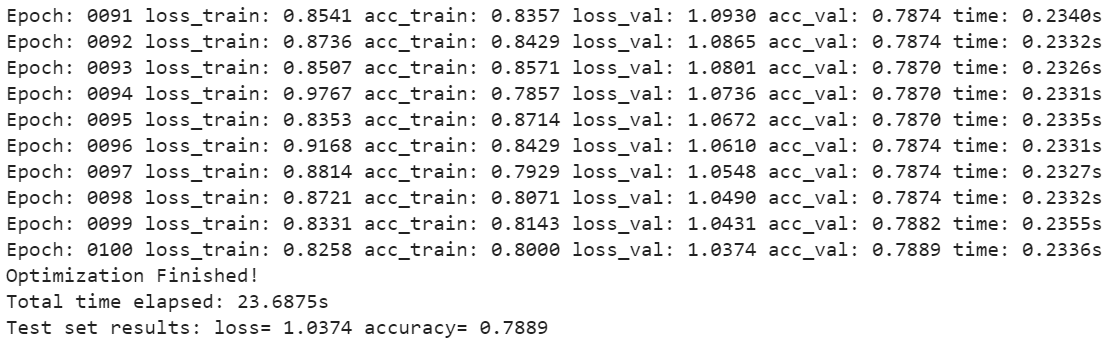 Epoch: 0091 loss_train: 0.8541 acc_train: 0.8357 loss_val: 1.0930 acc_val: 0.7874 time: 0.2340s
Epoch: 0092 loss_train: 0.8736 acc_train: 0.8429 loss_val: 1.0865 acc_val: 0.7874 time: 0.2332s
Epoch: 0093 loss_train: 0.8507 acc_train: 0.8571 loss_val: 1.0801 acc_val: 0.7870 time: 0.2326s
Epoch: 0094 loss_train: 0.9767 acc_train: 0.7857 loss_val: 1.0736 acc_val: 0.7870 time: 0.2331s
Epoch: 0095 loss_train: 0.8353 acc_train: 0.8714 loss_val: 1.0672 acc_val: 0.7870 time: 0.2335s
Epoch: 0096 loss_train: 0.9168 acc_train: 0.8429 loss_val: 1.0610 acc_val: 0.7874 time: 0.2331s
Epoch: 0097 loss_train: 0.8814 acc_train: 0.7929 loss_val: 1.0548 acc_val: 0.7874 time: 0.2327s
Epoch: 0098 loss_train: 0.8721 acc_train: 0.8071 loss_val: 1.0490 acc_val: 0.7874 time: 0.2332s
Epoch: 0099 loss_train: 0.8331 acc_train: 0.8143 loss_val: 1.0431 acc_val: 0.7882 time: 0.2355s
Epoch: 0100 loss_train: 0.8258 acc_train: 0.8000 loss_val: 1.0374 acc_val: 0.7889 time: 0.2336s
Optimization Finished!
Total time elapsed: 23.6875s
Test set results: loss= 1.0374 accuracy= 0.7889